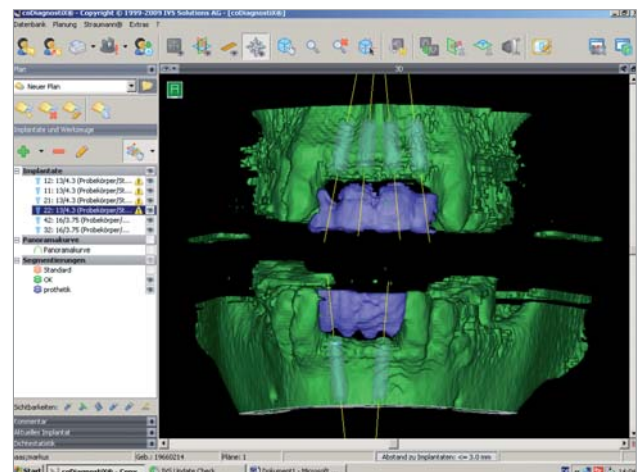 coDiagnostiX® - Copyright © 1999-2009 IVS Solutions AG - [coDiagnostiX]
Datenbank Planung Straumann® Extras ?
Plan
3D
Neuer Plan
Implantate und Werkzeuge
Implantate
12: 13/4.3 (Probekörper/St...
11: 13/4.3 (Probekörper/St...
21: 13/4.3 (Probekörper/St...
22: 13/4.3 (Probekörper/St...
42: 16/3.75 (Probekörper/...
32: 16/3.75 (Probekörper/...
Panoramakurve
Panoramakurve
Segmentierungen
Standard
OK
prothetik
Sichtbarkeiten:
Kommentar
Aktuelles Implantat
Dichtestatistik
Geb.: 19660214
Pläne: 1
Abstand zu Implantaten: <= 3.0 mm
Start
coDiagnostiX® - Copy...
IVS Update Check
Dokument1 - Microsoft...